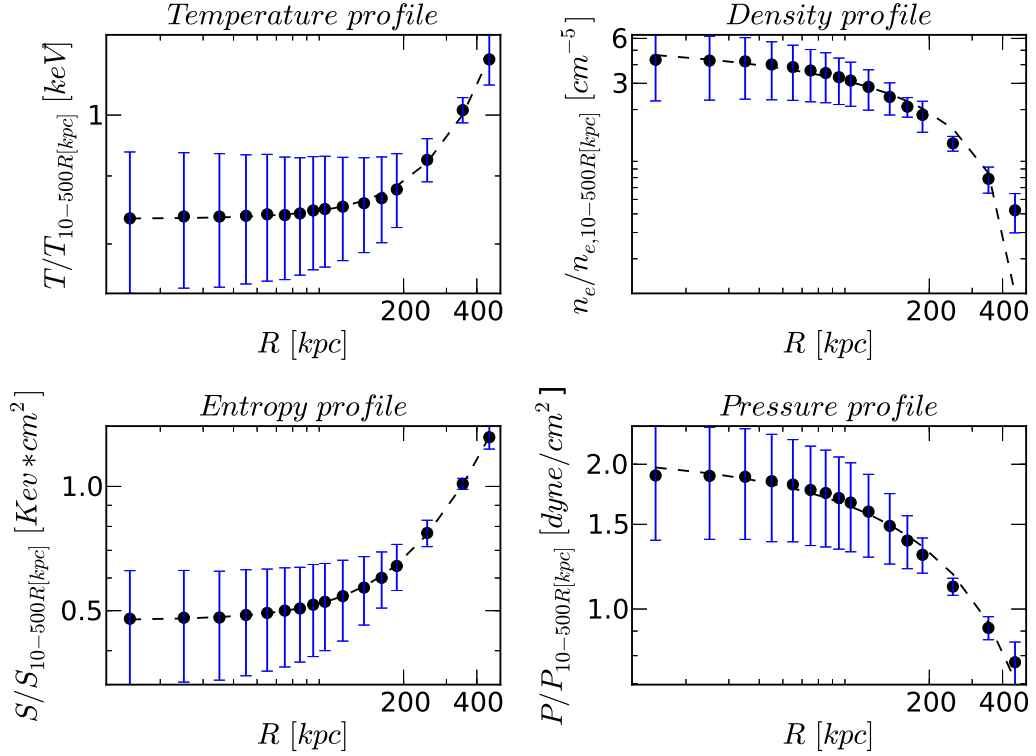 Temperature profile
T/T10−500R[kpc] [keV]
1
200 400
R [kpc]
Density profile
ne/ne,10−500R[kpc] [cm−5]
6
3
200 400
R [kpc]
Entropy profile
S/S10−500R[kpc] [Kev∗cm2]
1.0
0.5
200 400
R [kpc]
Pressure profile
P/P10−500R[kpc] [dyne/cm2]
2.0
1.5
1.0
200 400
R [kpc]